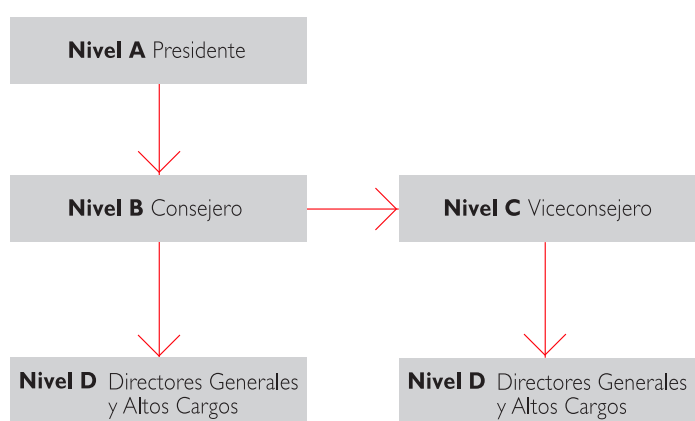 Nivel A Presidente
Nivel B Consejero
Nivel C Viceconsejero
Nivel D Directores Generales
y Altos Cargos
Nivel D Directores Generales
y Altos Cargos